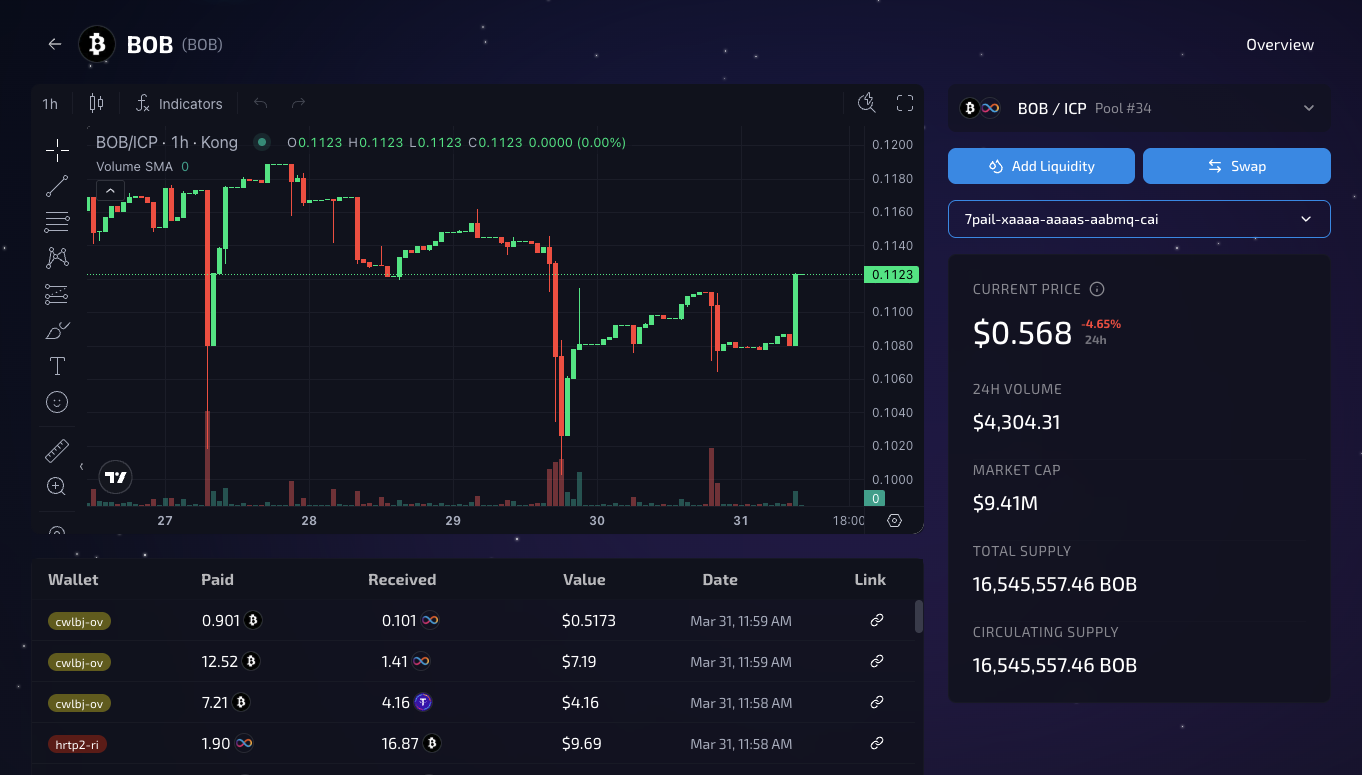 BOB (BOB)
Overview
1h Indicators
BOB/ICP · 1h · Kong O0.1123 H0.1123 L0.1123 C0.1123 0.0000 (0.00%)
Volume SMA 0
0.1200
0.1180
0.1160
0.1140
0.1123
0.1100
0.1080
0.1060
0.1040
0.1020
0.1000
0
27 28 29 30 31 18:00
BOB / ICP Pool #34
Add Liquidity
Swap
7pail-xaaaa-aaaas-aabmq-cai
CURRENT PRICE
$0.568 -4.65%
24h
24H VOLUME
$4,304.31
MARKET CAP
$9.41M
TOTAL SUPPLY
16,545,557.46 BOB
CIRCULATING SUPPLY
16,545,557.46 BOB
Wallet Paid Received Value Date Link
cwlbj-ov 0.901 0.101 $0.5173 Mar 31, 11:59 AM
cwlbj-ov 12.52 1.41 $7.19 Mar 31, 11:59 AM
cwlbj-ov 7.21 4.16 $4.16 Mar 31, 11:58 AM
hrtp2-ri 1.90 16.87 $9.69 Mar 31, 11:58 AM